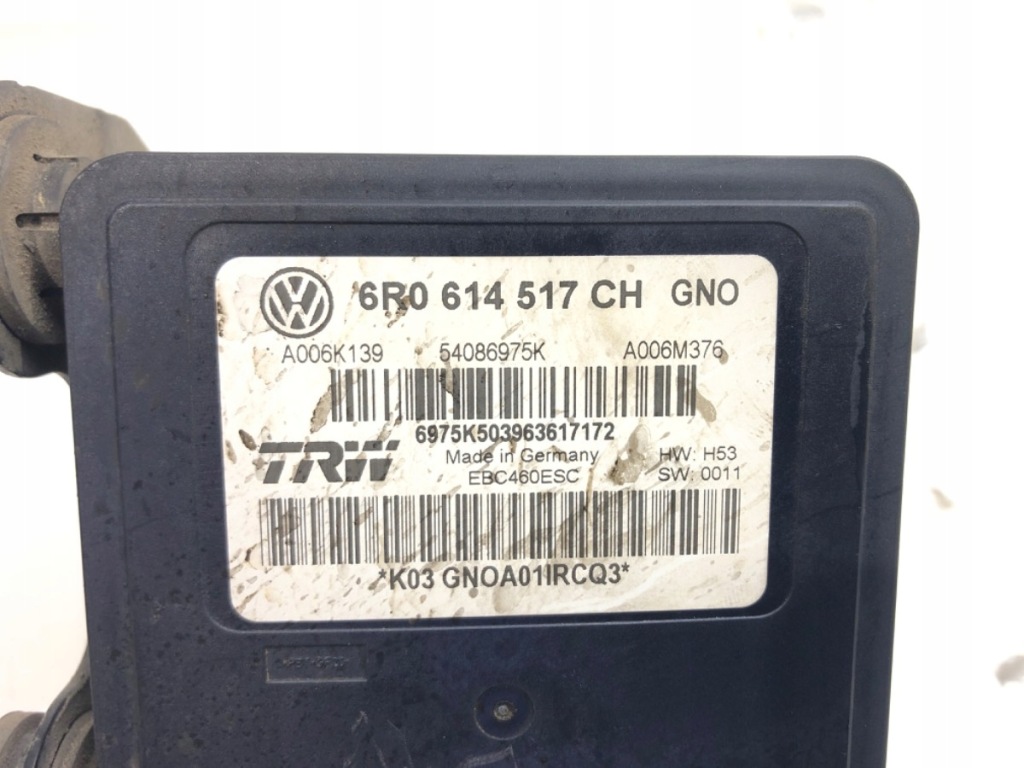 VW 6R0 614 517 CH GNO
A006K139 54086975K A006M376
6975K503963617172
TRW Made in Germany HW: H53
EBC460ESC SW: 0011
*K03 GNOA01IRCQ3*